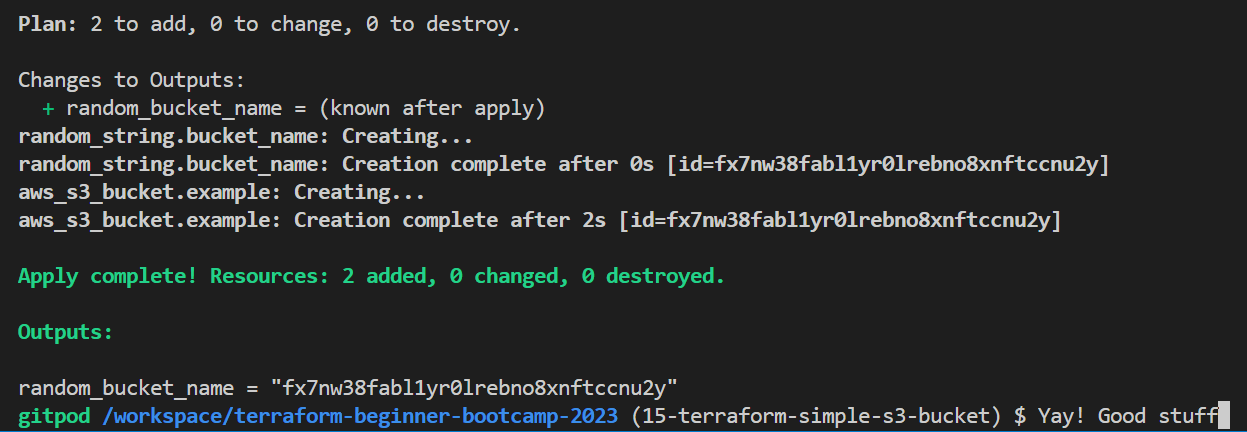 Plan: 2 to add, 0 to change, 0 to destroy.
Changes to Outputs:
+ random_bucket_name = (known after apply)
random_string.bucket_name: Creating...
random_string.bucket_name: Creation complete after 0s [id=fx7nw38fabl1yr0lrebno8xnftccnu2y]
aws_s3_bucket.example: Creating...
aws_s3_bucket.example: Creation complete after 2s [id=fx7nw38fabl1yr0lrebno8xnftccnu2y]
Apply complete! Resources: 2 added, 0 changed, 0 destroyed.
Outputs:
random_bucket_name = "fx7nw38fabl1yr0lrebno8xnftccnu2y"
gitpod /workspace/terraform-beginner-bootcamp-2023 (15-terraform-simple-s3-bucket) $ Yay! Good stuff